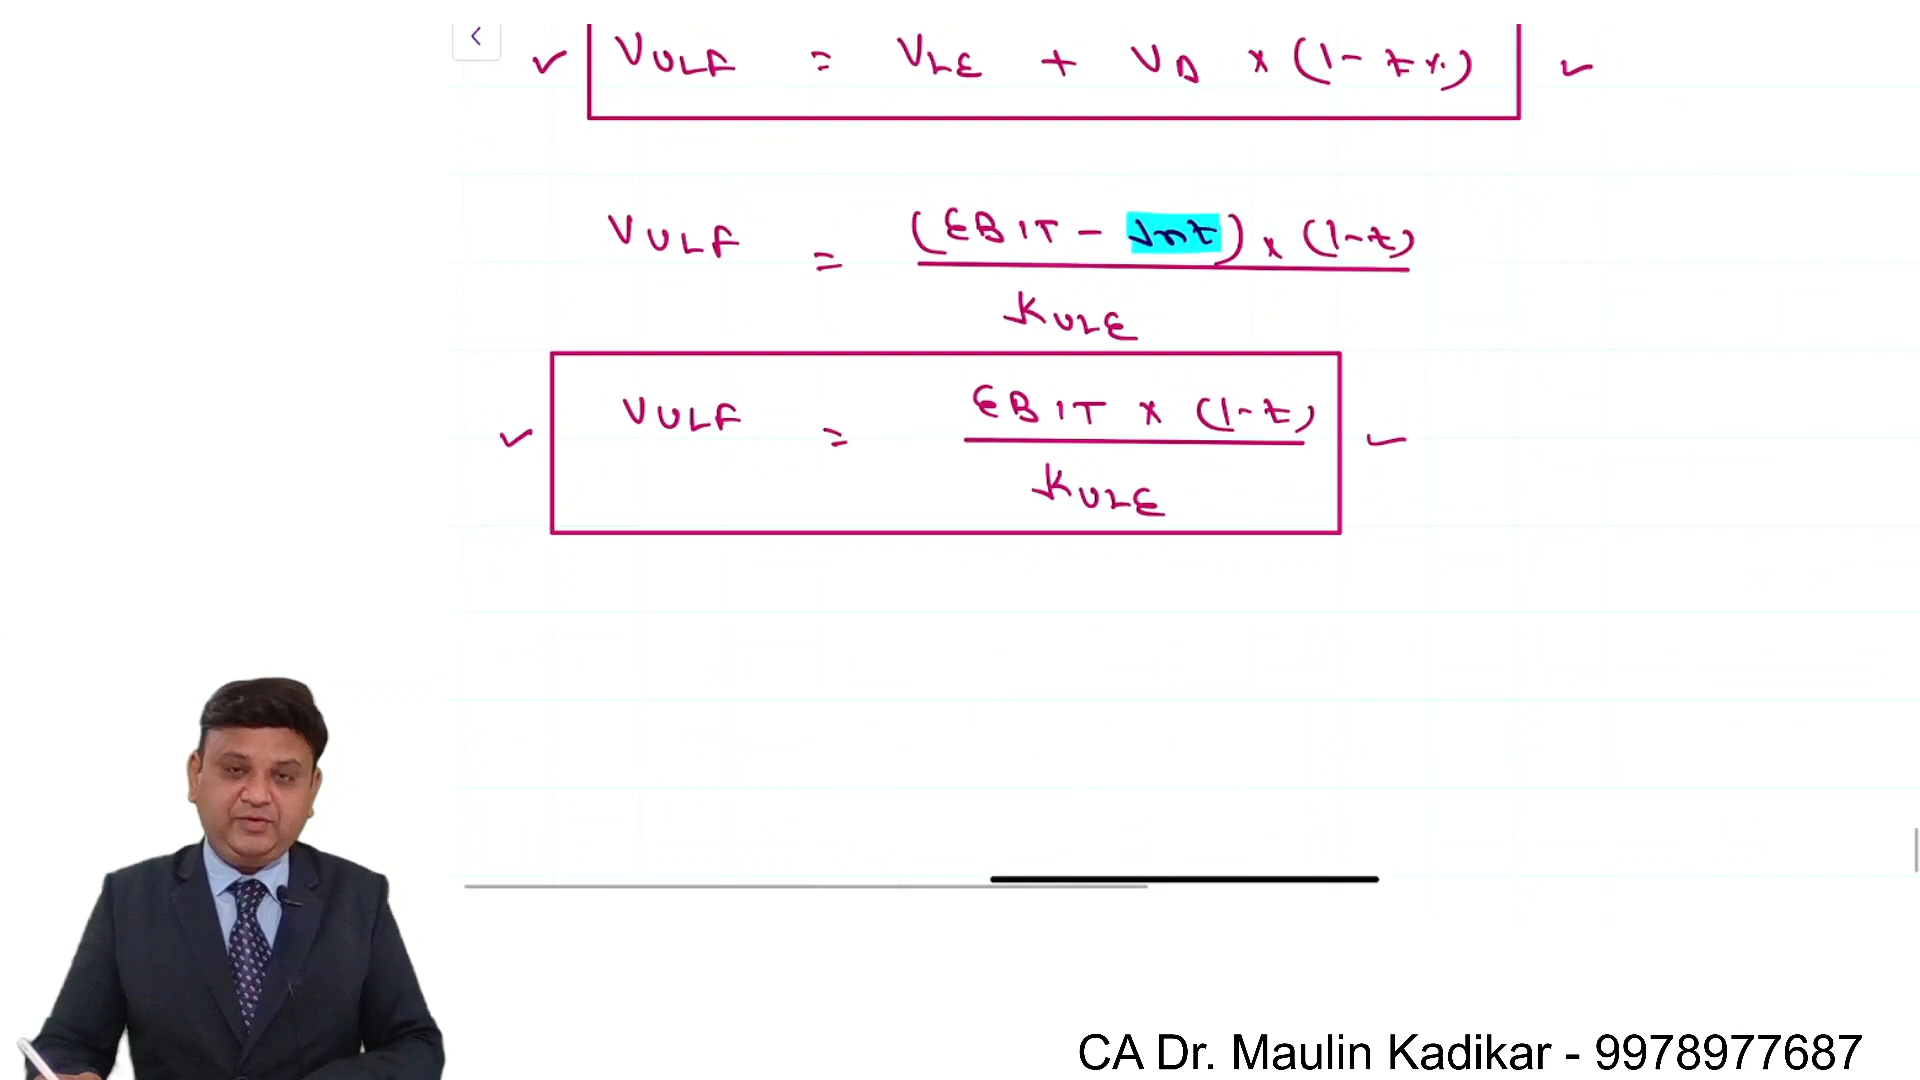 ✓ VULF = VLE + VD × (1- t%) ✓
VULF = (EBIT - Int) × (1-t)
KULE
✓ VULF = EBIT × (1-t) ✓
KULE
CA Dr. Maulin Kadikar - 9978977687